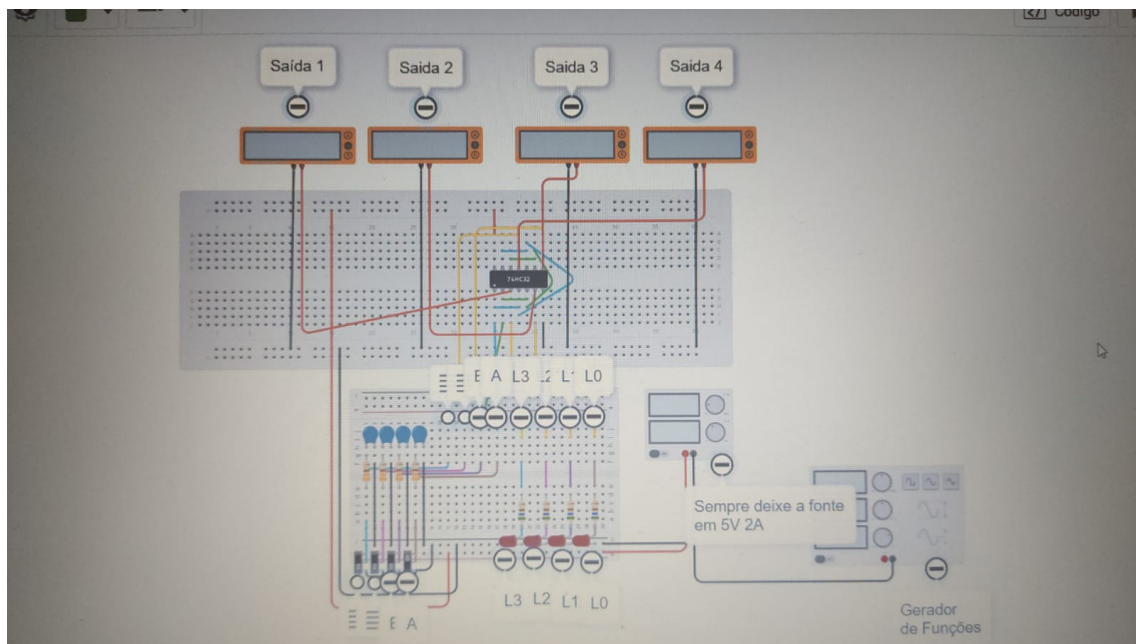 Código
Saída 1
Saida 2
Saida 3
Saida 4
74HC32
A L3 L0
Sempre deixe a fonte
em 5V 2A
L3 L2 L1 L0
A
Gerador
de Funções